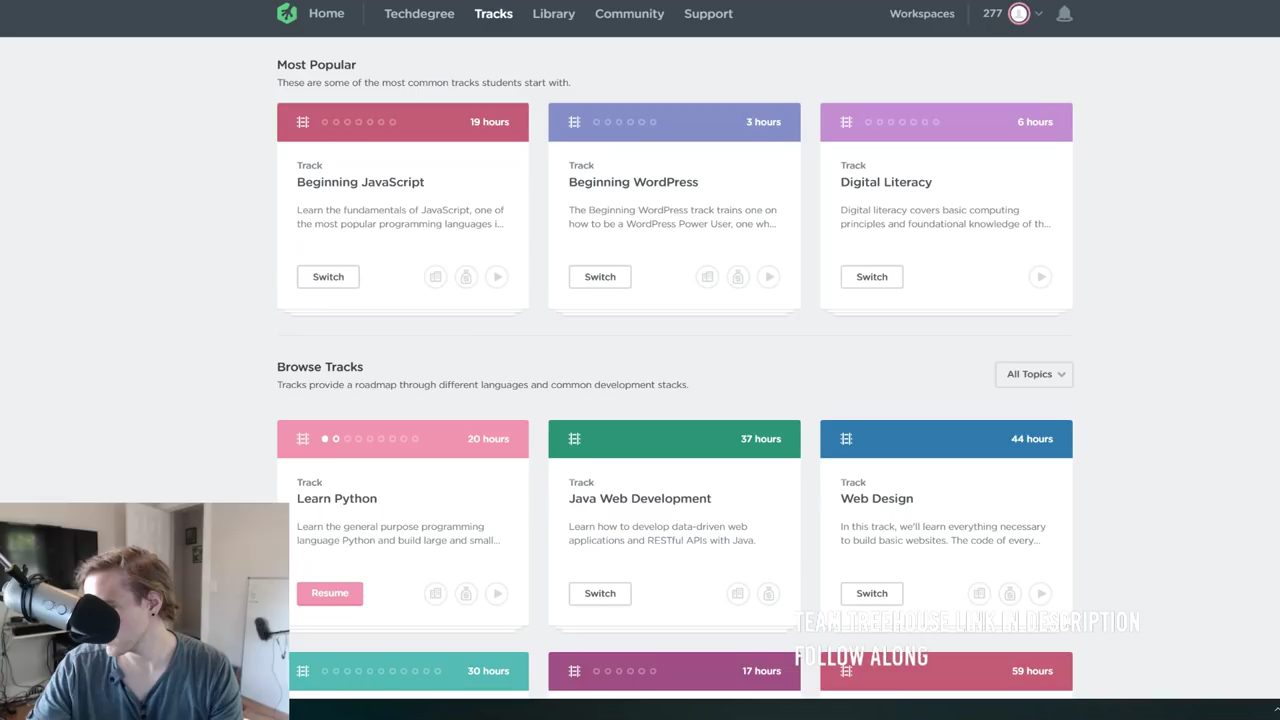 Home
Techdegree
Tracks
Library
Community
Support
Workspaces
277
Most Popular
These are some of the most common tracks students start with.
19 hours
Track
Beginning JavaScript
Learn the fundamentals of JavaScript, one of
the most popular programming languages i...
Switch
3 hours
Track
Beginning WordPress
The Beginning WordPress track trains one on
how to be a WordPress Power User, one wh...
Switch
6 hours
Track
Digital Literacy
Digital literacy covers basic computing
principles and foundational knowledge of th...
Switch
Browse Tracks
Tracks provide a roadmap through different languages and common development stacks.
All Topics
20 hours
Track
Learn Python
Learn the general purpose programming
language Python and build large and small...
Resume
37 hours
Track
Java Web Development
Learn how to develop data-driven web
applications and RESTful APIs with Java.
Switch
44 hours
Track
Web Design
In this track, we'll learn everything necessary
to build basic websites. The code of every...
Switch
TEAM TREEHOUSE LINK IN DESCRIPTION
FOLLOW ALONG
30 hours
17 hours
59 hours